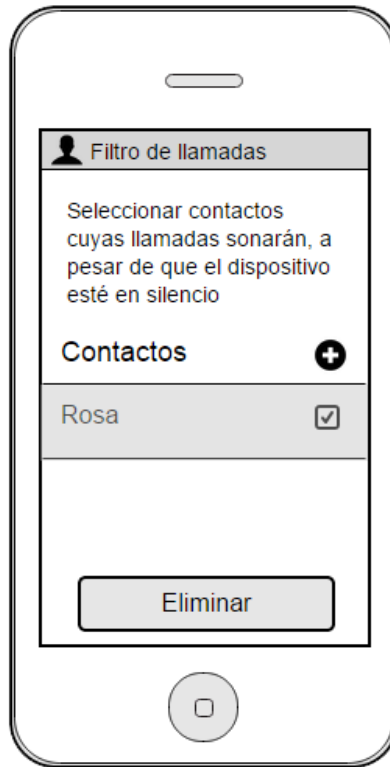 Filtro de llamadas
Seleccionar contactos
cuyas llamadas sonarán, a
pesar de que el dispositivo
esté en silencio
Contactos
Rosa
Eliminar